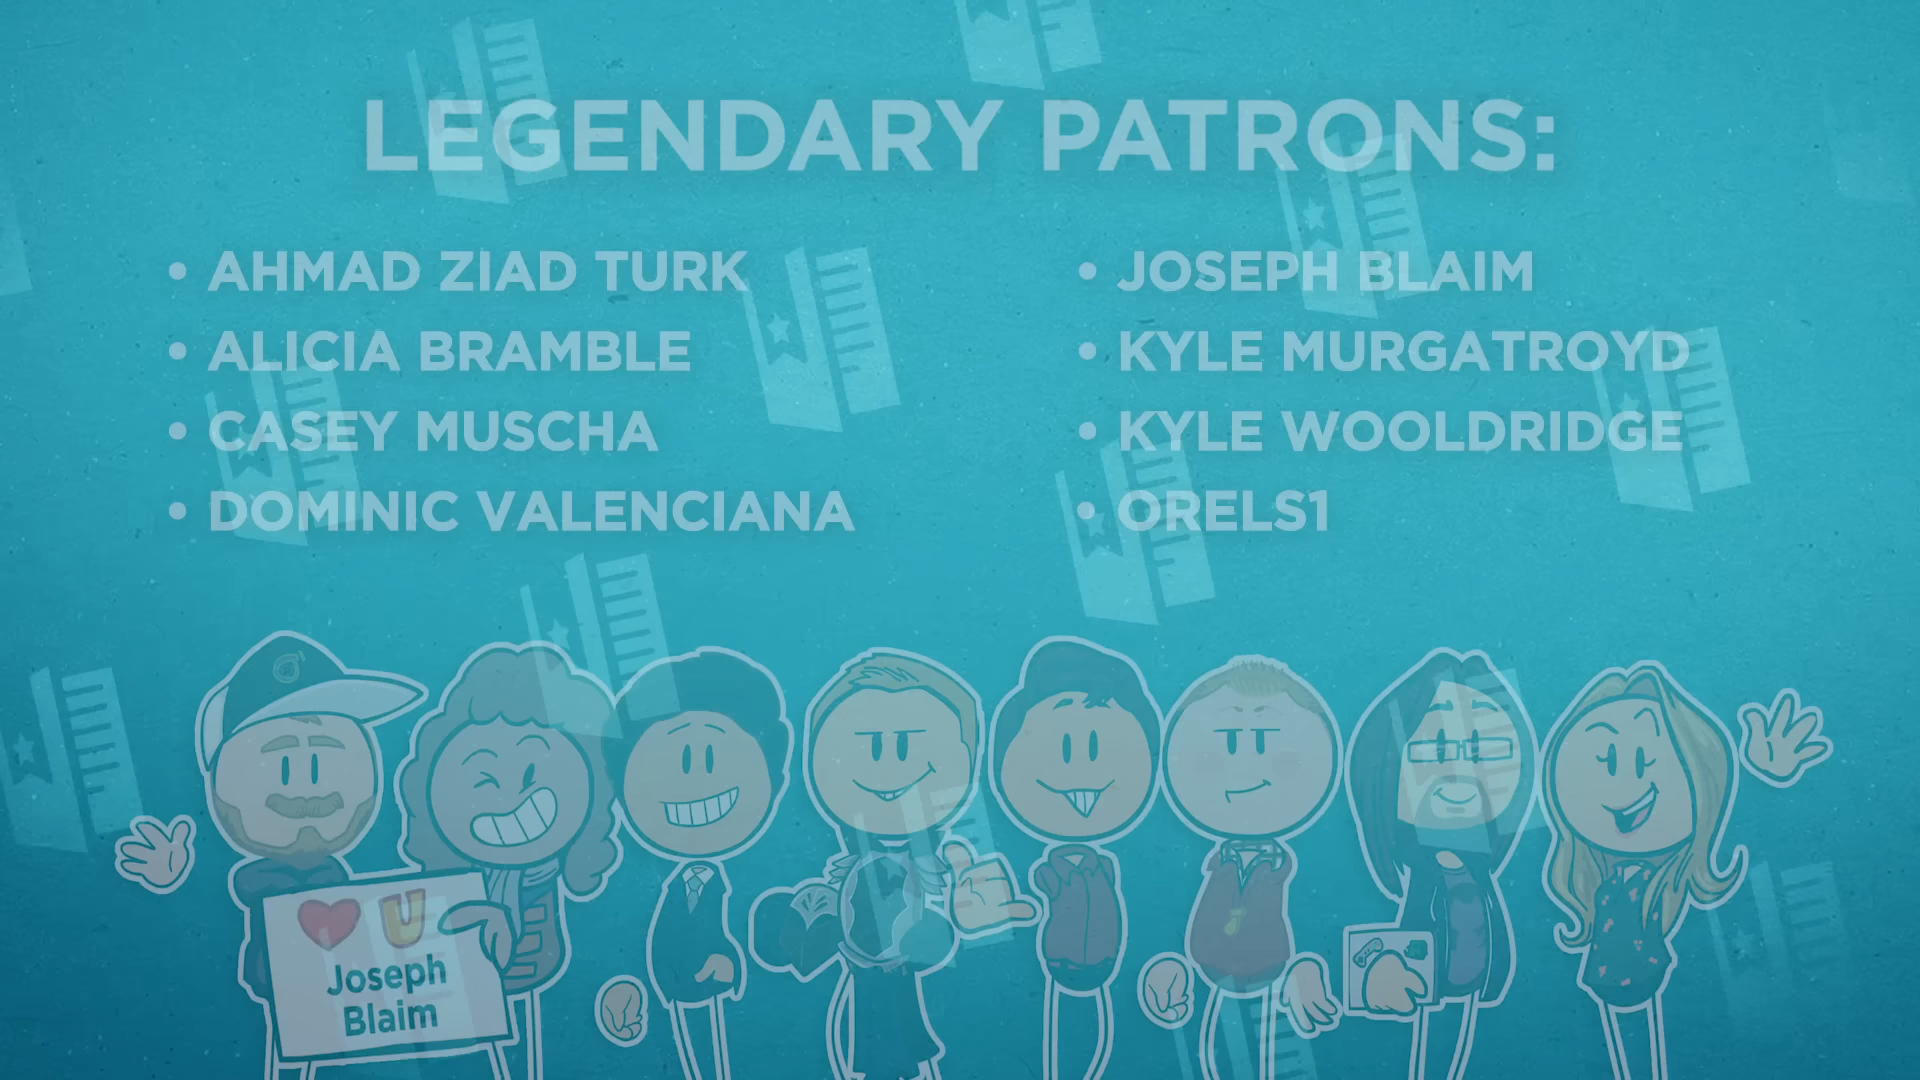 LEGENDARY PATRONS:
• AHMAD ZIAD TURK
• ALICIA BRAMBLE
• CASEY MUSCHA
• DOMINIC VALENCIANA
• JOSEPH BLAIM
• KYLE MURGATROYD
• KYLE WOOLDRIDGE
• ORELS1
U
Joseph
Blaim